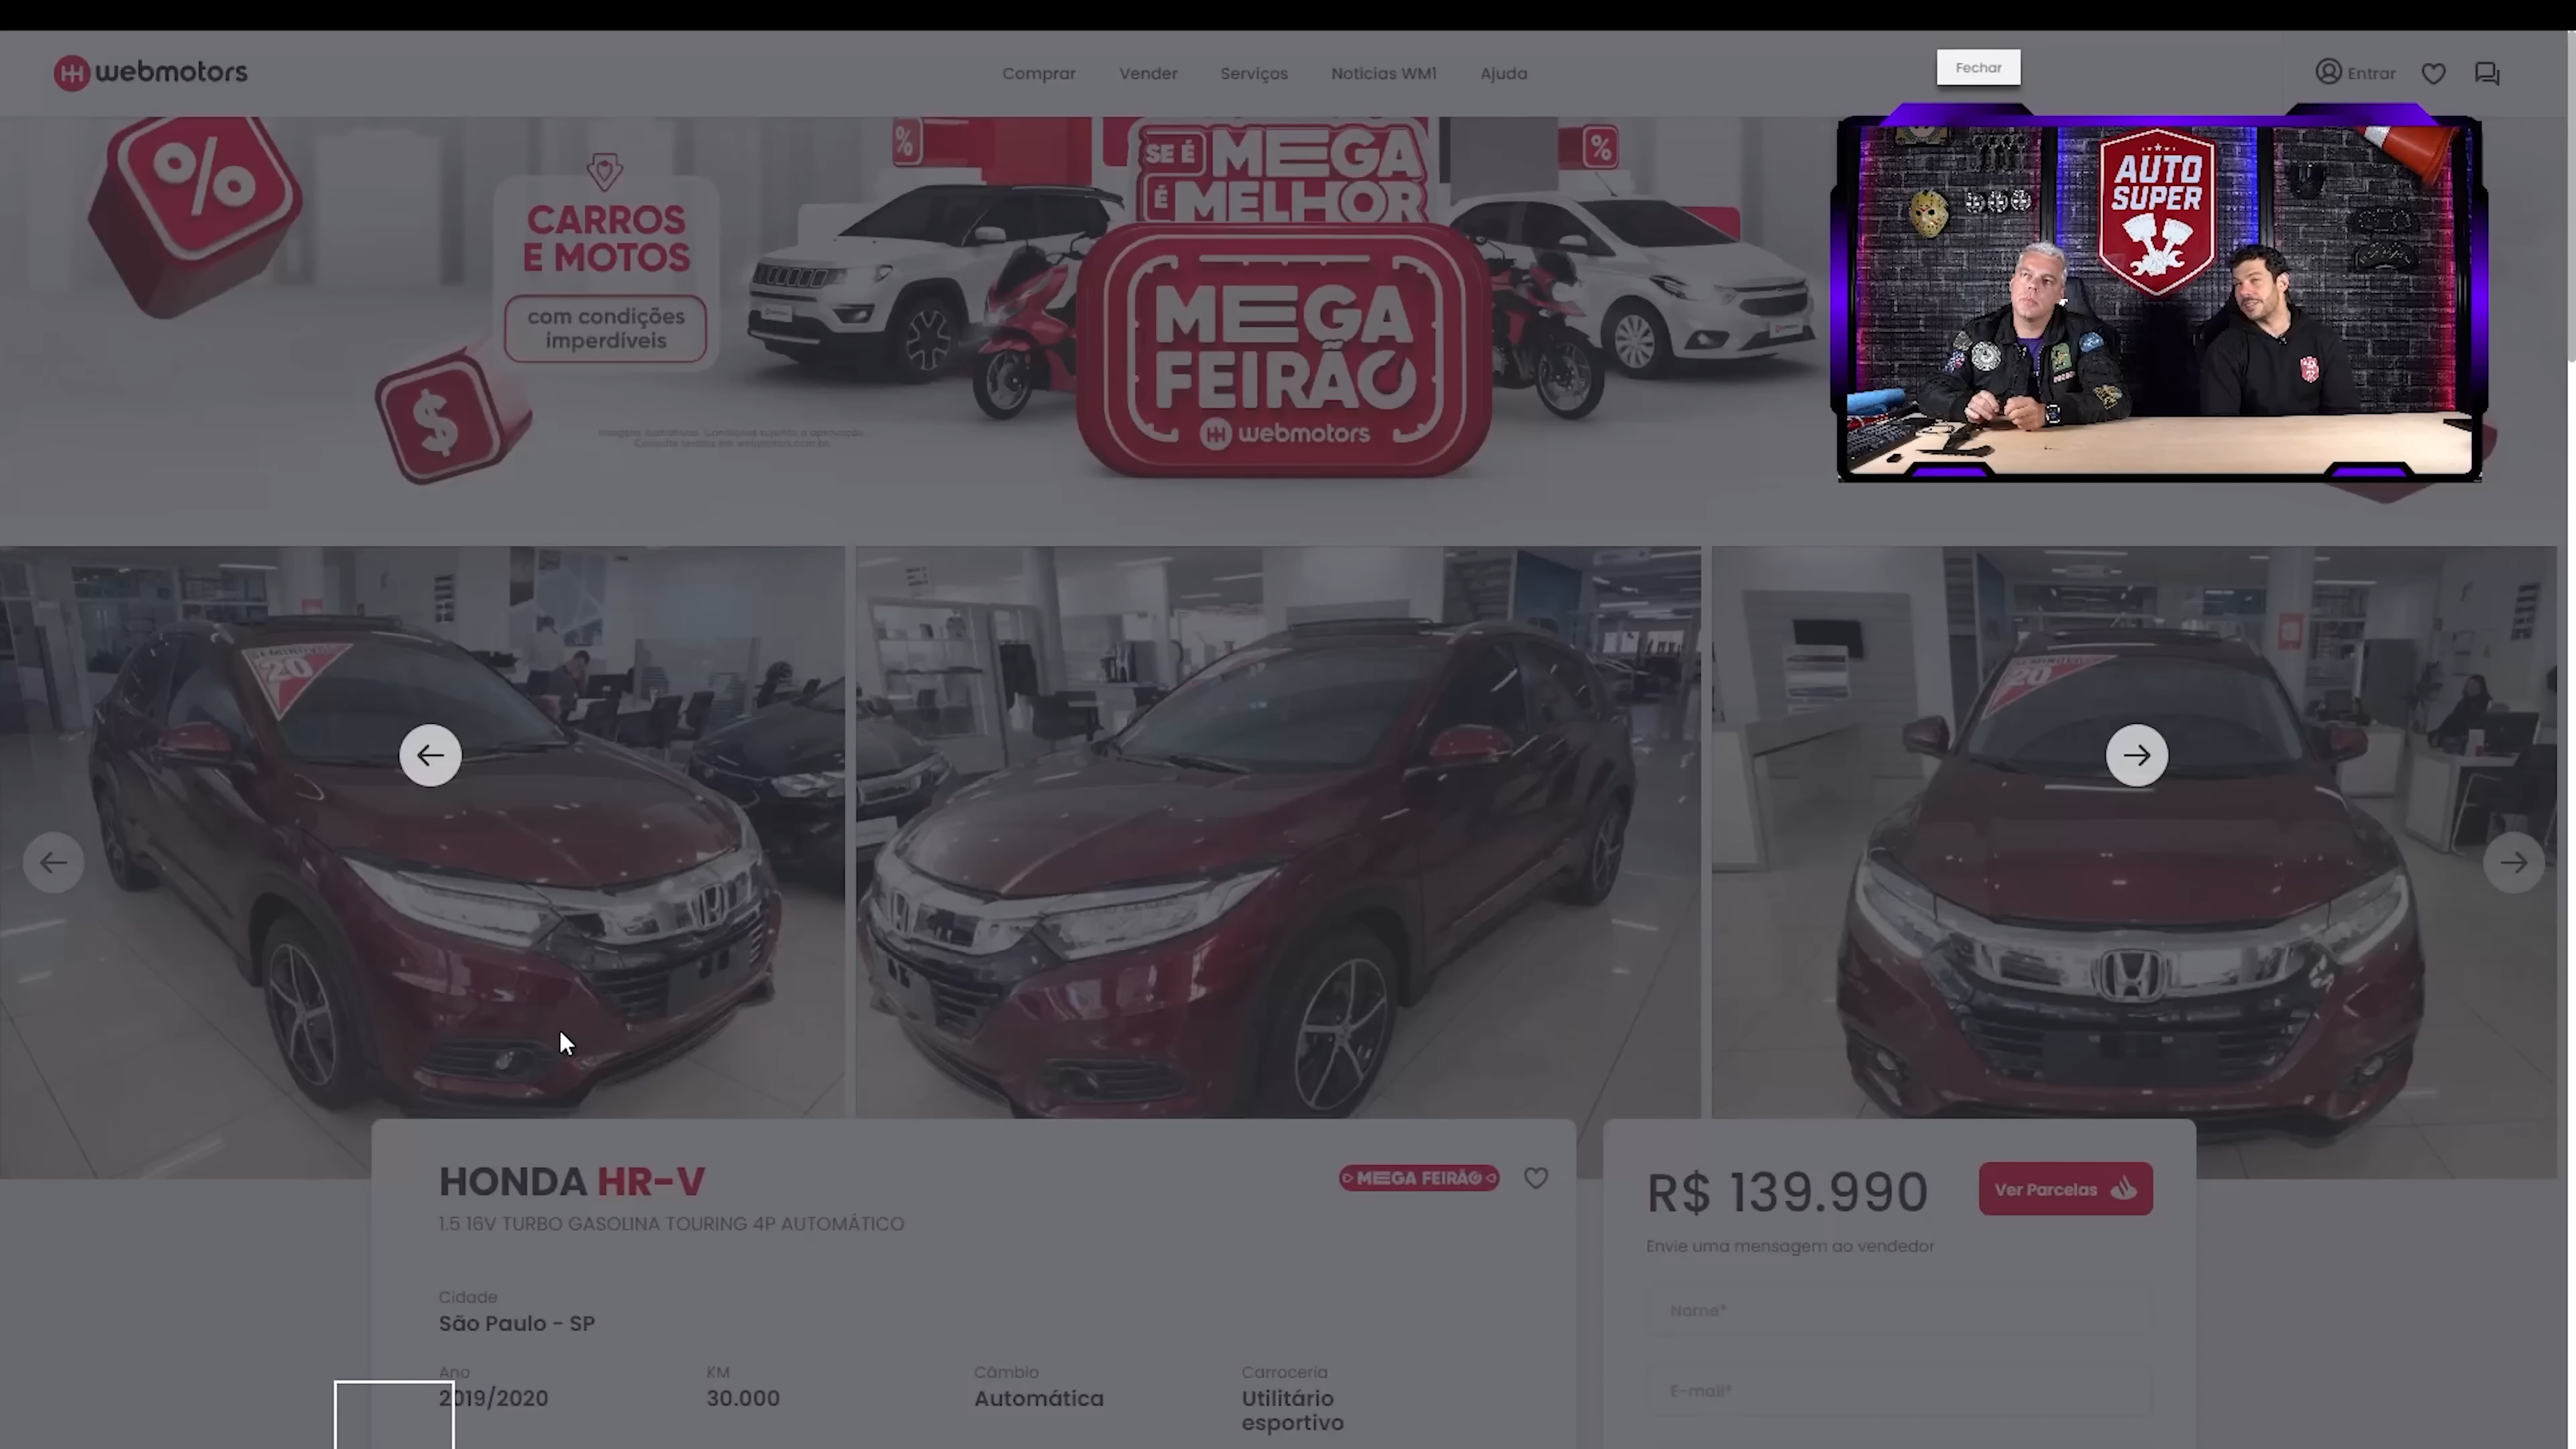 webmotors
Comprar
Vender
Serviços
Notícias WM1
Ajuda
Fechar
Entrar
%
CARROS
E MOTOS
com condições
imperdíveis
$
%
SE É MEGA
É MELHOR
%
MEGA
FEIRÃO
webmotors
AUTO
SUPER
20
20
HONDA HR-V
MEGA FEIRÃO
1.5 16V TURBO GASOLINA TOURING 4P AUTOMÁTICO
Cidade
São Paulo - SP
Ano
2019/2020
KM
30.000
Câmbio
Automática
Carroceria
Utilitário
esportivo
R$ 139.990
Ver Parcelas
Envie uma mensagem ao vendedor
Nome*
E-mail*